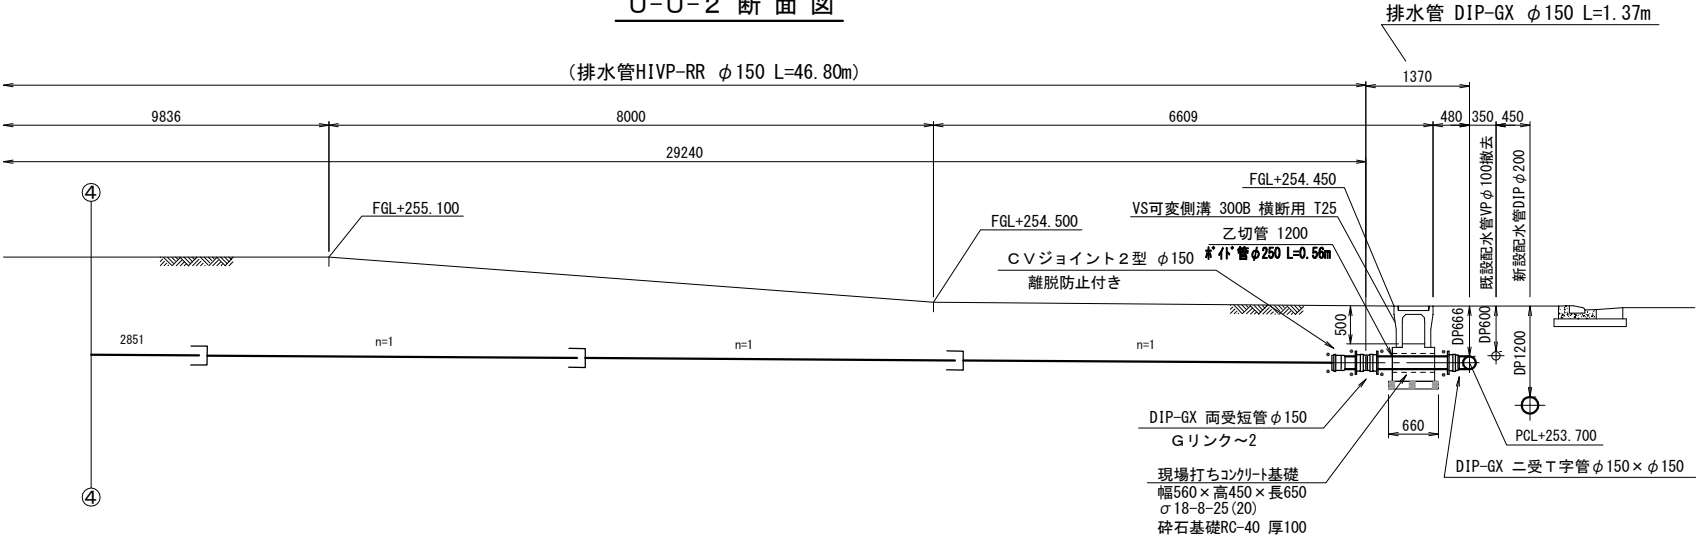 U-U-2 断 面 図
排水管 DIP-GX φ150 L=1.37m
(排水管HIVP-RR φ150 L=46.80m)
1370
9836
8000
6609
480
350
450
29240
既設配水管VPφ100撤去
新設配水管DIPφ200
④
FGL+255.100
FGL+254.500
FGL+254.450
VS可変側溝 300B 横断用 T25
乙切管 1200
ﾎﾞｲﾄﾞ管φ250 L=0.56m
CVジョイント2型 φ150
離脱防止付き
500
DP666
DP600
DP1200
2851
n=1
n=1
n=1
DIP-GX 両受短管φ150
Gリンク～2
660
PCL+253.700
DIP-GX 二受T字管φ150×φ150
現場打ちｺﾝｸﾘｰﾄ基礎
幅560×高450×長650
σ18-8-25(20)
砕石基礎RC-40 厚100
④